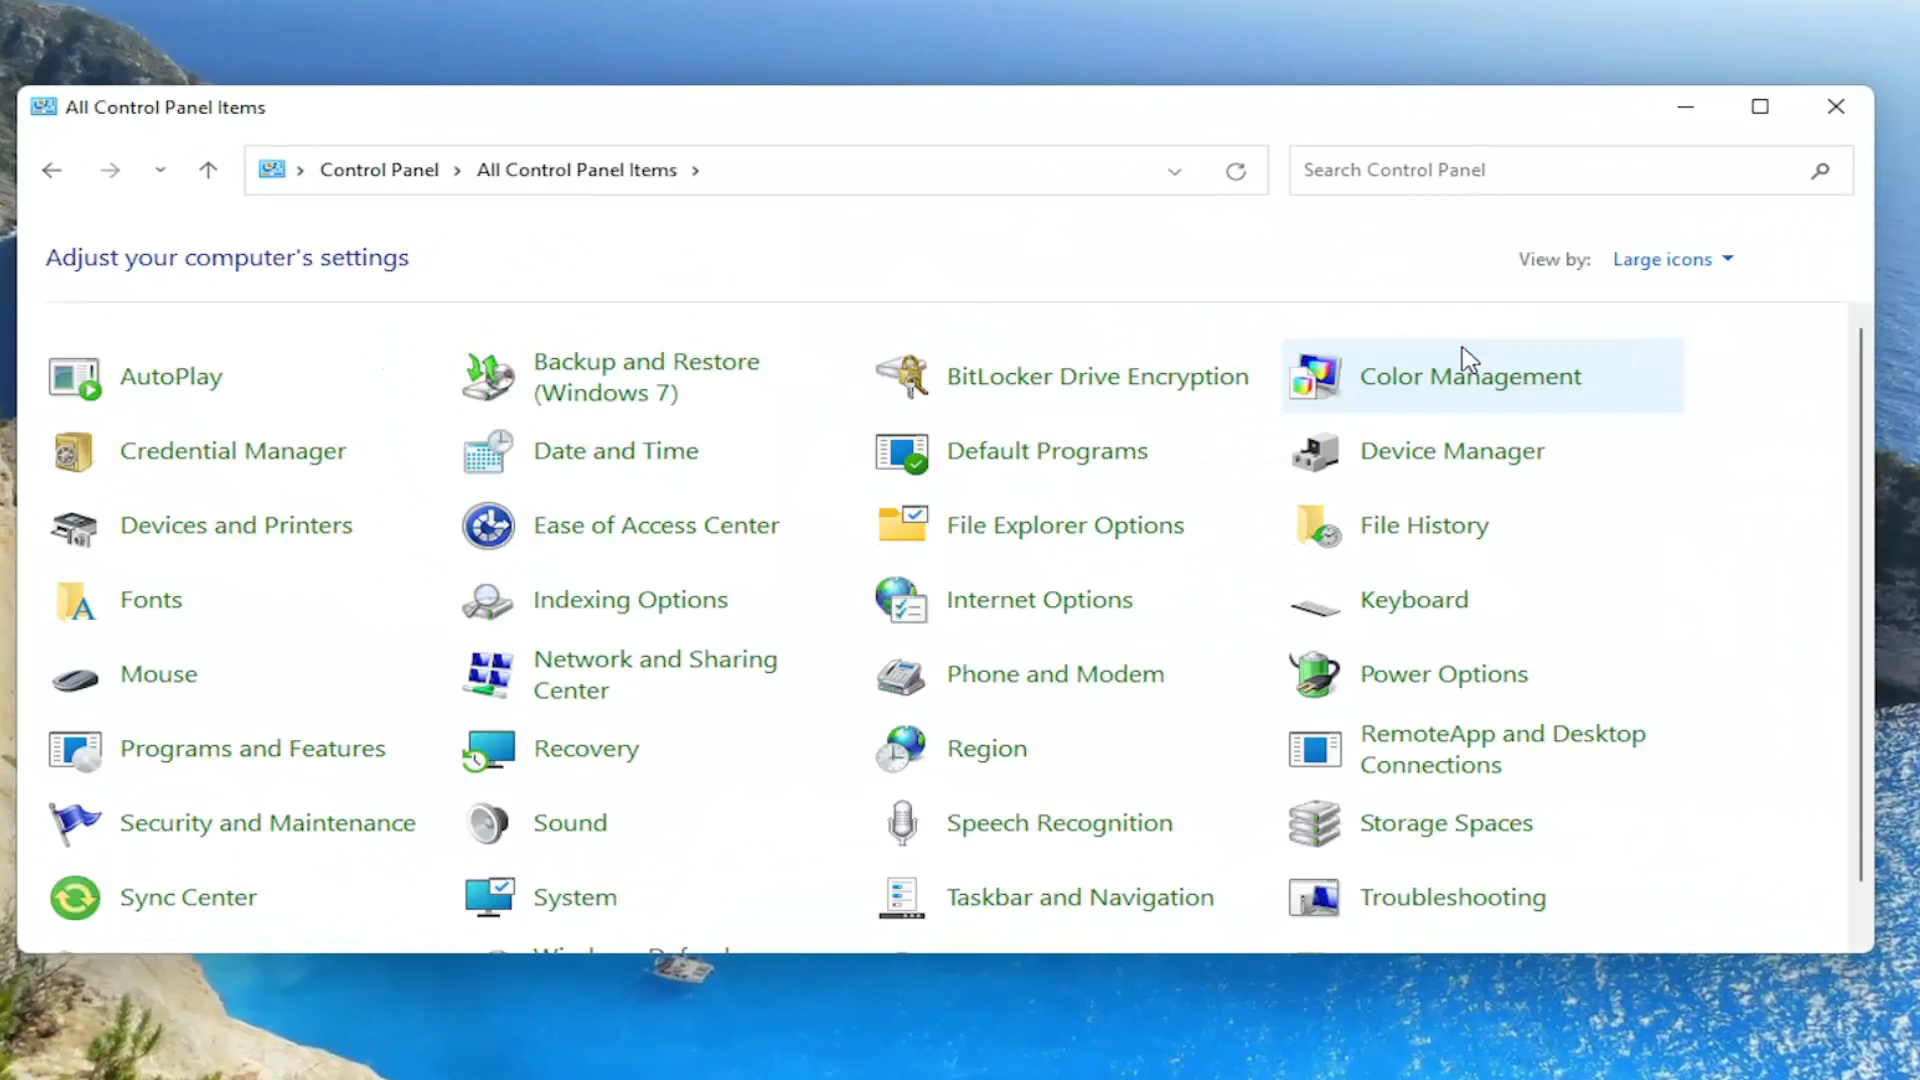 All Control Panel Items
Control Panel
All Control Panel Items
Search Control Panel
Adjust your computer's settings
View by: Large icons
AutoPlay
Backup and Restore
(Windows 7)
BitLocker Drive Encryption
Color Management
Credential Manager
Date and Time
Default Programs
Device Manager
Devices and Printers
Ease of Access Center
File Explorer Options
File History
Fonts
Indexing Options
Internet Options
Keyboard
Mouse
Network and Sharing
Center
Phone and Modem
Power Options
Programs and Features
Recovery
Region
RemoteApp and Desktop
Connections
Security and Maintenance
Sound
Speech Recognition
Storage Spaces
Sync Center
System
Taskbar and Navigation
Troubleshooting